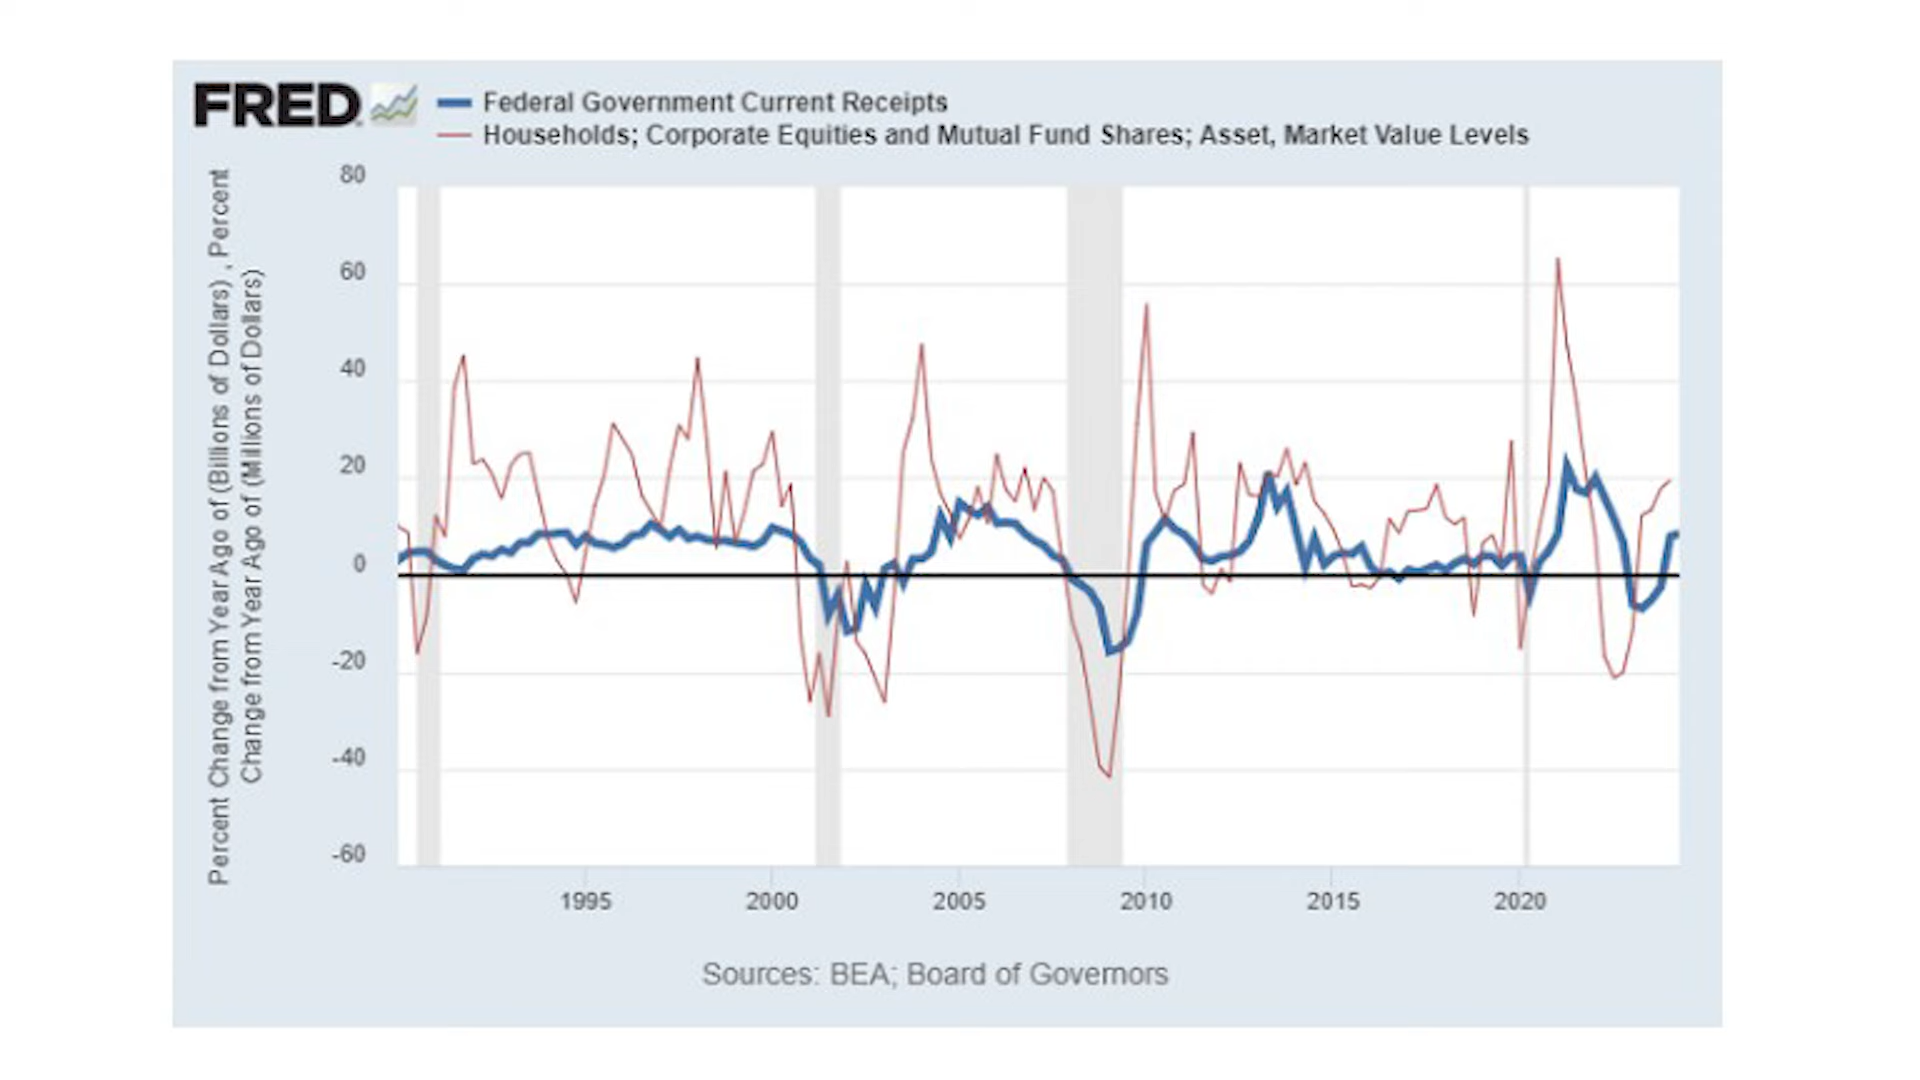 FRED
Federal Government Current Receipts
Households; Corporate Equities and Mutual Fund Shares; Asset, Market Value Levels
Percent Change from Year Ago of (Billions of Dollars) , Percent
Change from Year Ago of (Millions of Dollars)
80
60
40
20
0
-20
-40
-60
1995 2000 2005 2010 2015 2020
Sources: BEA; Board of Governors